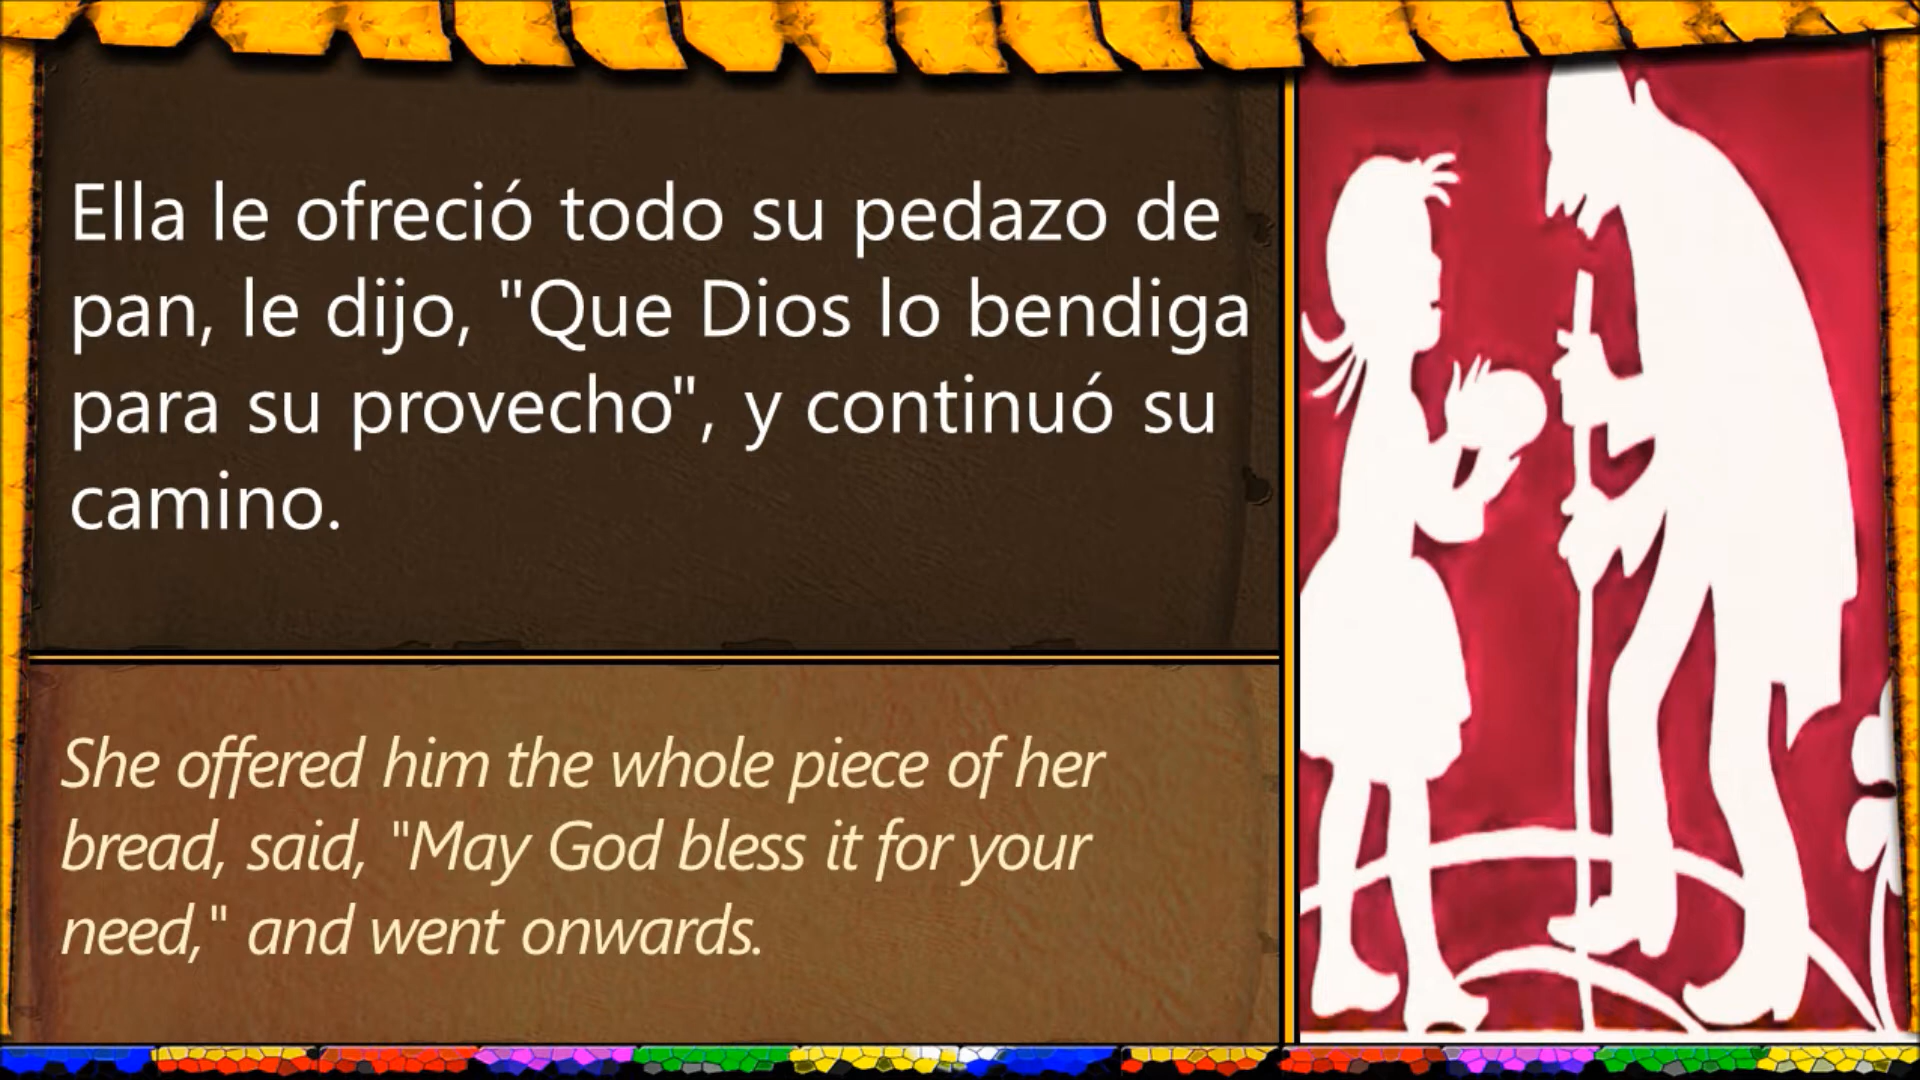 Ella le ofreció todo su pedazo de
pan, le dijo, "Que Dios lo bendiga
para su provecho", y continuó su
camino.
She offered him the whole piece of her
bread, said, "May God bless it for your
need," and went onwards.